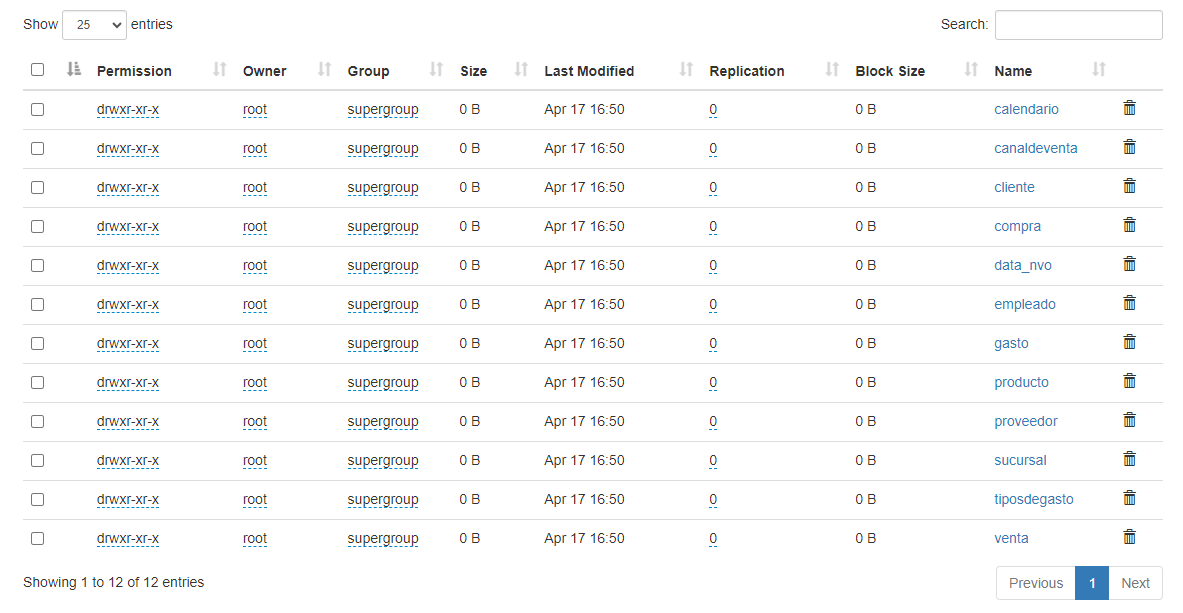 Show 25 entries Search:
Permission Owner Group Size Last Modified Replication Block Size Name
drwxr-xr-x root supergroup 0 B Apr 17 16:50 0 0 B calendario
drwxr-xr-x root supergroup 0 B Apr 17 16:50 0 0 B canaldeventa
drwxr-xr-x root supergroup 0 B Apr 17 16:50 0 0 B cliente
drwxr-xr-x root supergroup 0 B Apr 17 16:50 0 0 B compra
drwxr-xr-x root supergroup 0 B Apr 17 16:50 0 0 B data_nvo
drwxr-xr-x root supergroup 0 B Apr 17 16:50 0 0 B empleado
drwxr-xr-x root supergroup 0 B Apr 17 16:50 0 0 B gasto
drwxr-xr-x root supergroup 0 B Apr 17 16:50 0 0 B producto
drwxr-xr-x root supergroup 0 B Apr 17 16:50 0 0 B proveedor
drwxr-xr-x root supergroup 0 B Apr 17 16:50 0 0 B sucursal
drwxr-xr-x root supergroup 0 B Apr 17 16:50 0 0 B tiposdegasto
drwxr-xr-x root supergroup 0 B Apr 17 16:50 0 0 B venta
Showing 1 to 12 of 12 entries Previous 1 Next